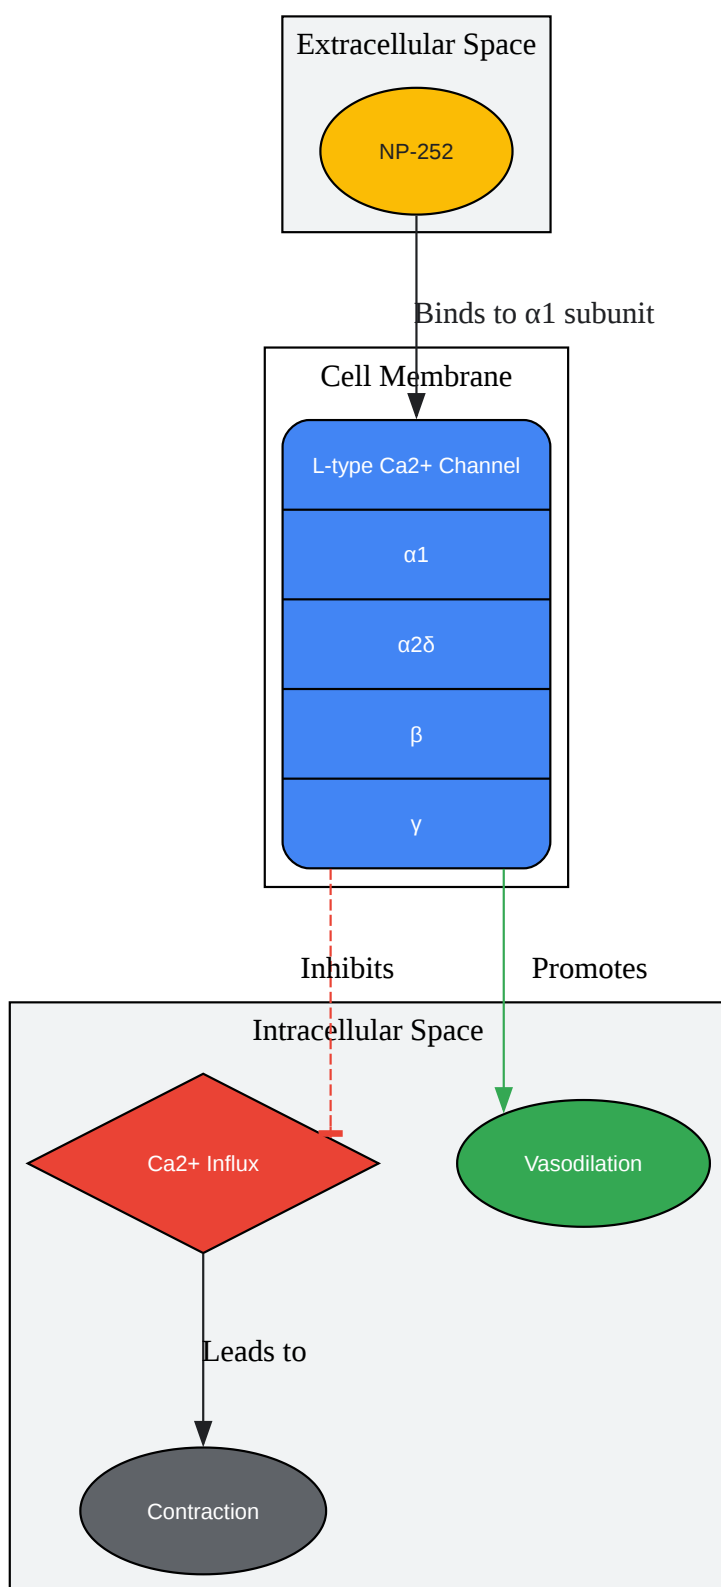 Extracellular Space
NP-252
Binds to α1 subunit
Cell Membrane
L-type Ca2+ Channel
α1
α2δ
β
γ
Inhibits
Promotes
Intracellular Space
Ca2+ Influx
Vasodilation
Leads to
Contraction